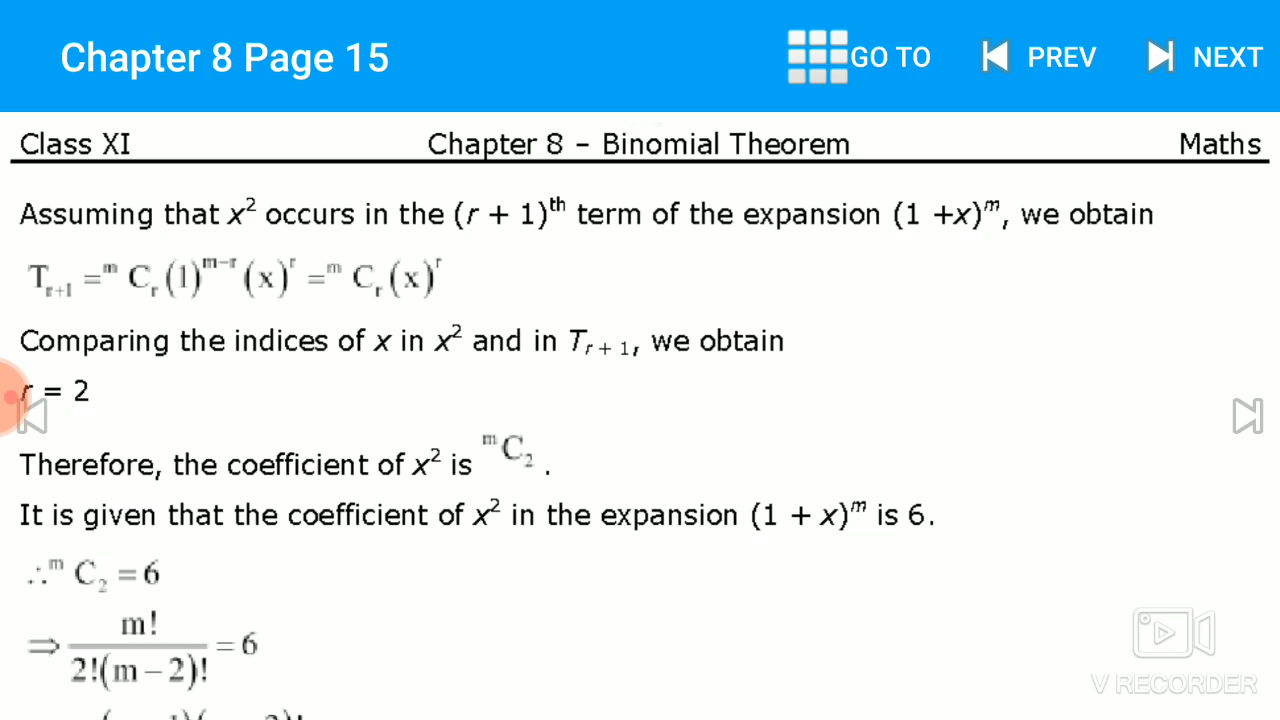 Chapter 8 Page 15 GO TO PREV NEXT
Class XI Chapter 8 – Binomial Theorem Maths
Assuming that x² occurs in the (r + 1)ᵗʰ term of the expansion (1 +x)ᵐ, we obtain
Tᵣ₊₁ =ᵐ Cᵣ (1)ᵐ⁻ʳ (x)ʳ =ᵐ Cᵣ (x)ʳ
Comparing the indices of x in x² and in Tᵣ ₊ ₁, we obtain
r = 2
Therefore, the coefficient of x² is ᵐC₂ .
It is given that the coefficient of x² in the expansion (1 + x)ᵐ is 6.
∴ᵐ C₂ = 6
⇒ m! / 2!(m – 2)! = 6
V RECORDER